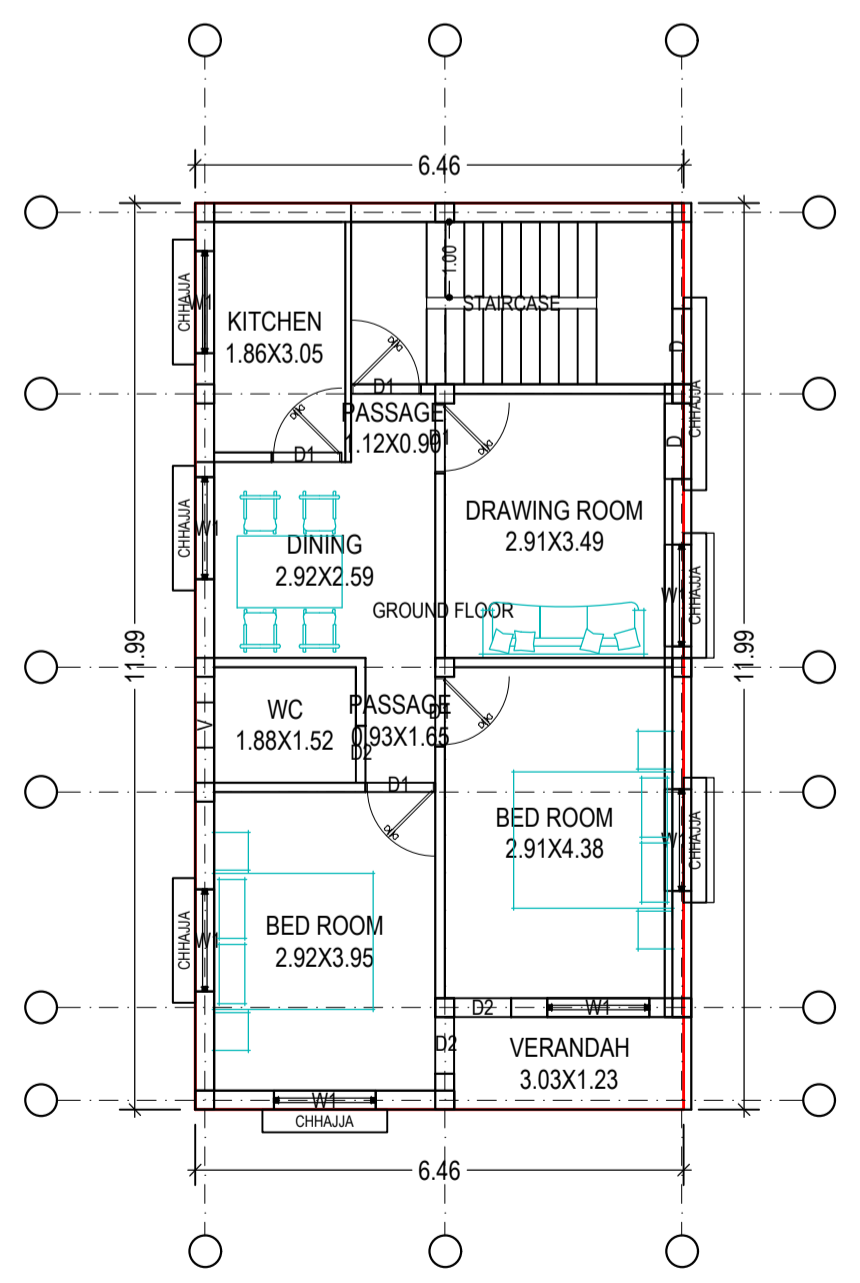 6.46
1.00
STAIRCASE
CHHAJJA
W1
KITCHEN
1.86X3.05
D
CHHAJJA
D1
PASSAGE
1.12X0.90
D1
D
D1
DRAWING ROOM
2.91X3.49
CHHAJJA
W1
DINING
2.92X2.59
GROUND FLOOR
W1
CHHAJJA
11.99
11.99
WC
1.88X1.52
V
PASSAGE
0.93X1.65
D1
D2
D1
BED ROOM
2.91X4.38
W1
CHHAJJA
BED ROOM
2.92X3.95
CHHAJJA
W1
D2
W1
D2
VERANDAH
3.03X1.23
W1
CHHAJJA
6.46